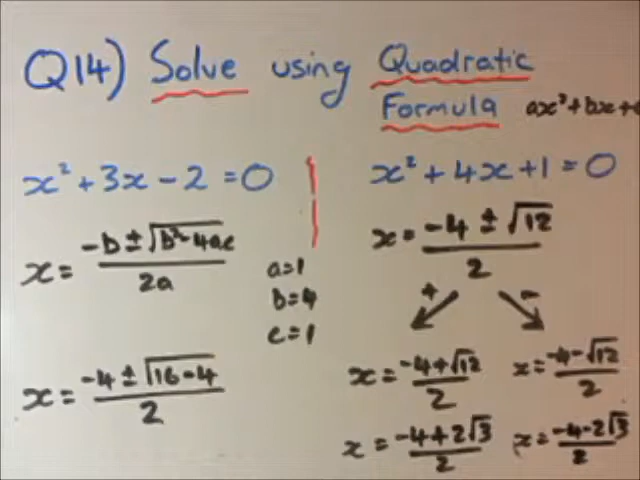 Q14) Solve using Quadratic
Formula ax² + bx + c
x² + 3x - 2 = 0
x² + 4x + 1 = 0
x = (-b ± √(b² - 4ac))/2a
a=1
b=4
c=1
x = (-4 ± √(16-4))/2
x = (-4 ± √12)/2
+ -
x = (-4+√12)/2 x = (-4-√12)/2
x = (-4+2√3)/2 x = (-4-2√3)/2